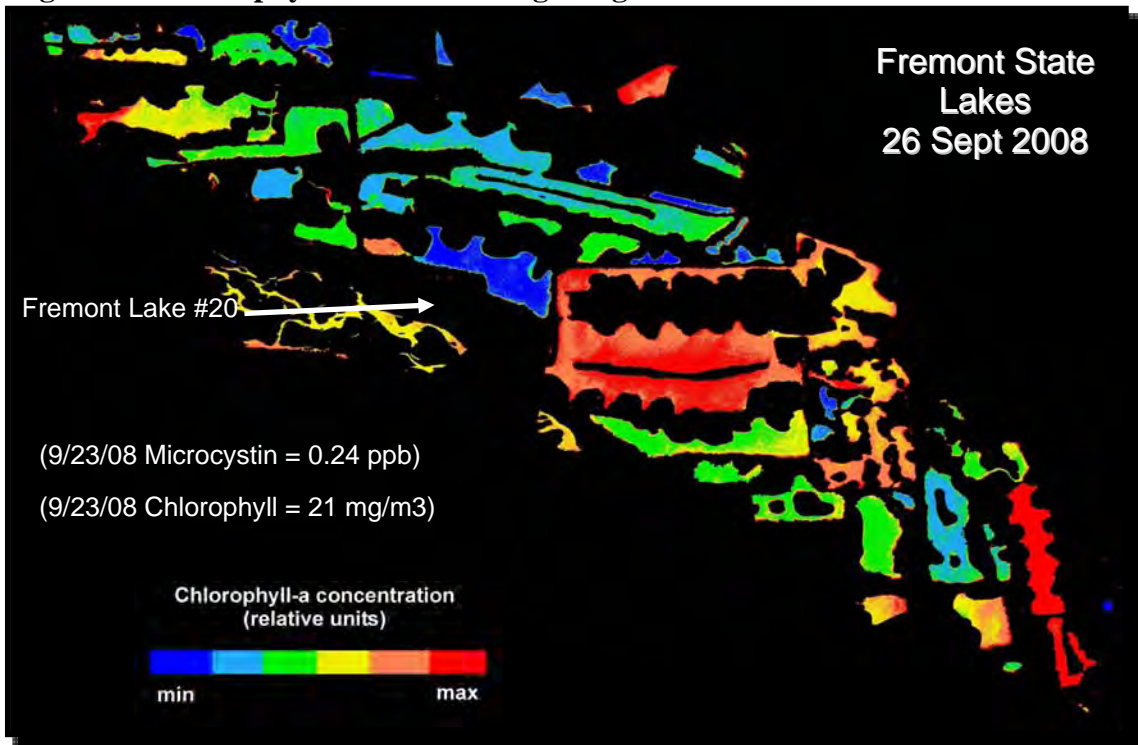 Fremont State
Lakes
26 Sept 2008
Fremont Lake #20
(9/23/08 Microcystin = 0.24 ppb)
(9/23/08 Chlorophyll = 21 mg/m3)
Chlorophyll-a concentration
(relative units)
min max